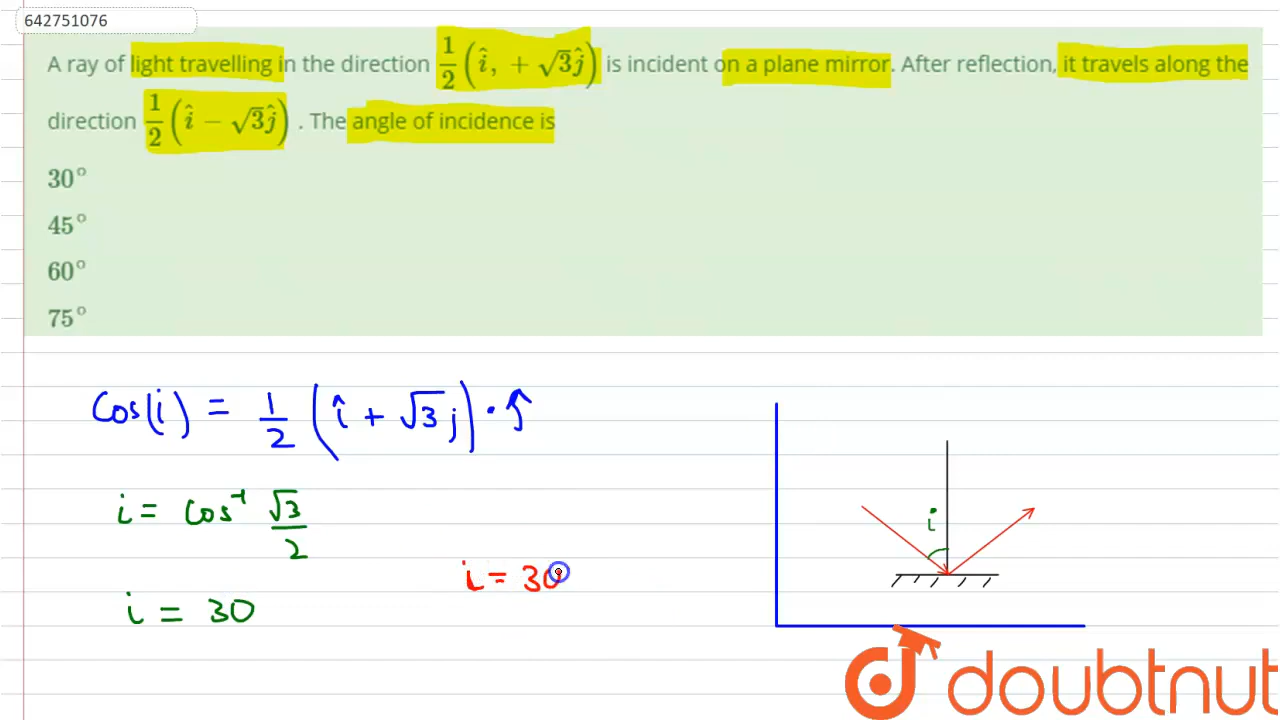 642751076
A ray of light travelling in the direction 1/2(î, + √3ĵ) is incident on a plane mirror. After reflection, it travels along the
direction 1/2(î − √3ĵ) . The angle of incidence is
30°
45°
60°
75°
Cos(i) = 1/2 (î + √3j) • ĵ
i = Cos⁻¹ √3/2
i
i = 30
i = 30
doubtnut